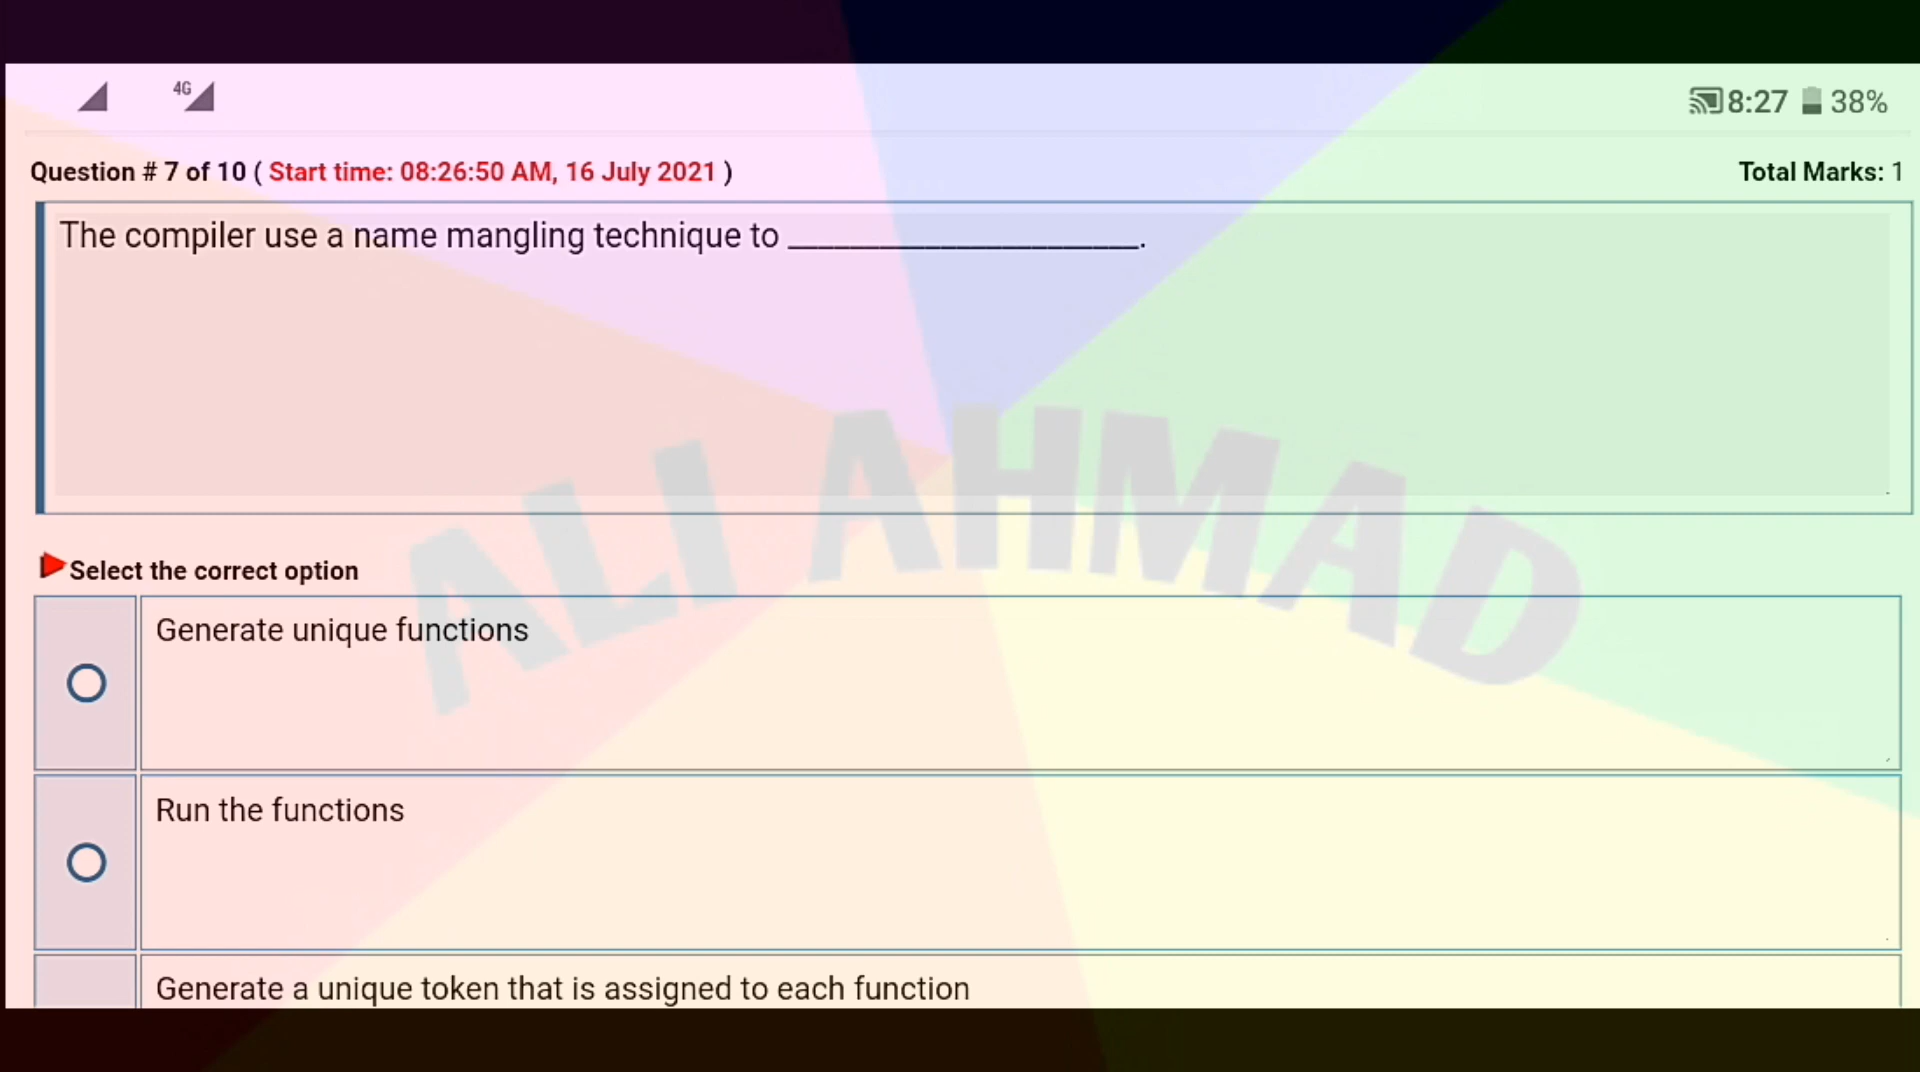 4G
8:27 38%
Question # 7 of 10 ( Start time: 08:26:50 AM, 16 July 2021 )
Total Marks: 1
The compiler use a name mangling technique to ____________________.
ALI AHMAD
Select the correct option
Generate unique functions
Run the functions
Generate a unique token that is assigned to each function